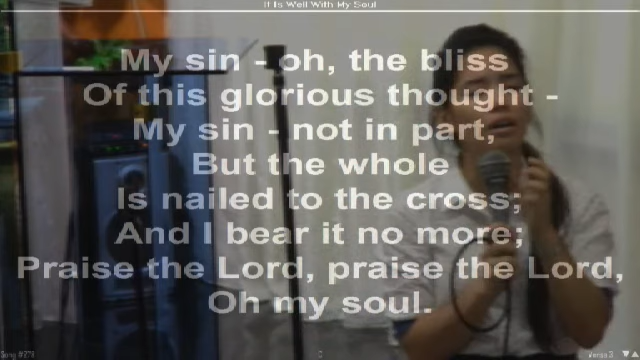 It Is Well With My Soul
My sin - oh, the bliss
Of this glorious thought -
My sin - not in part,
But the whole
Is nailed to the cross;
And I bear it no more;
Praise the Lord, praise the Lord,
Oh my soul.
Verse 3